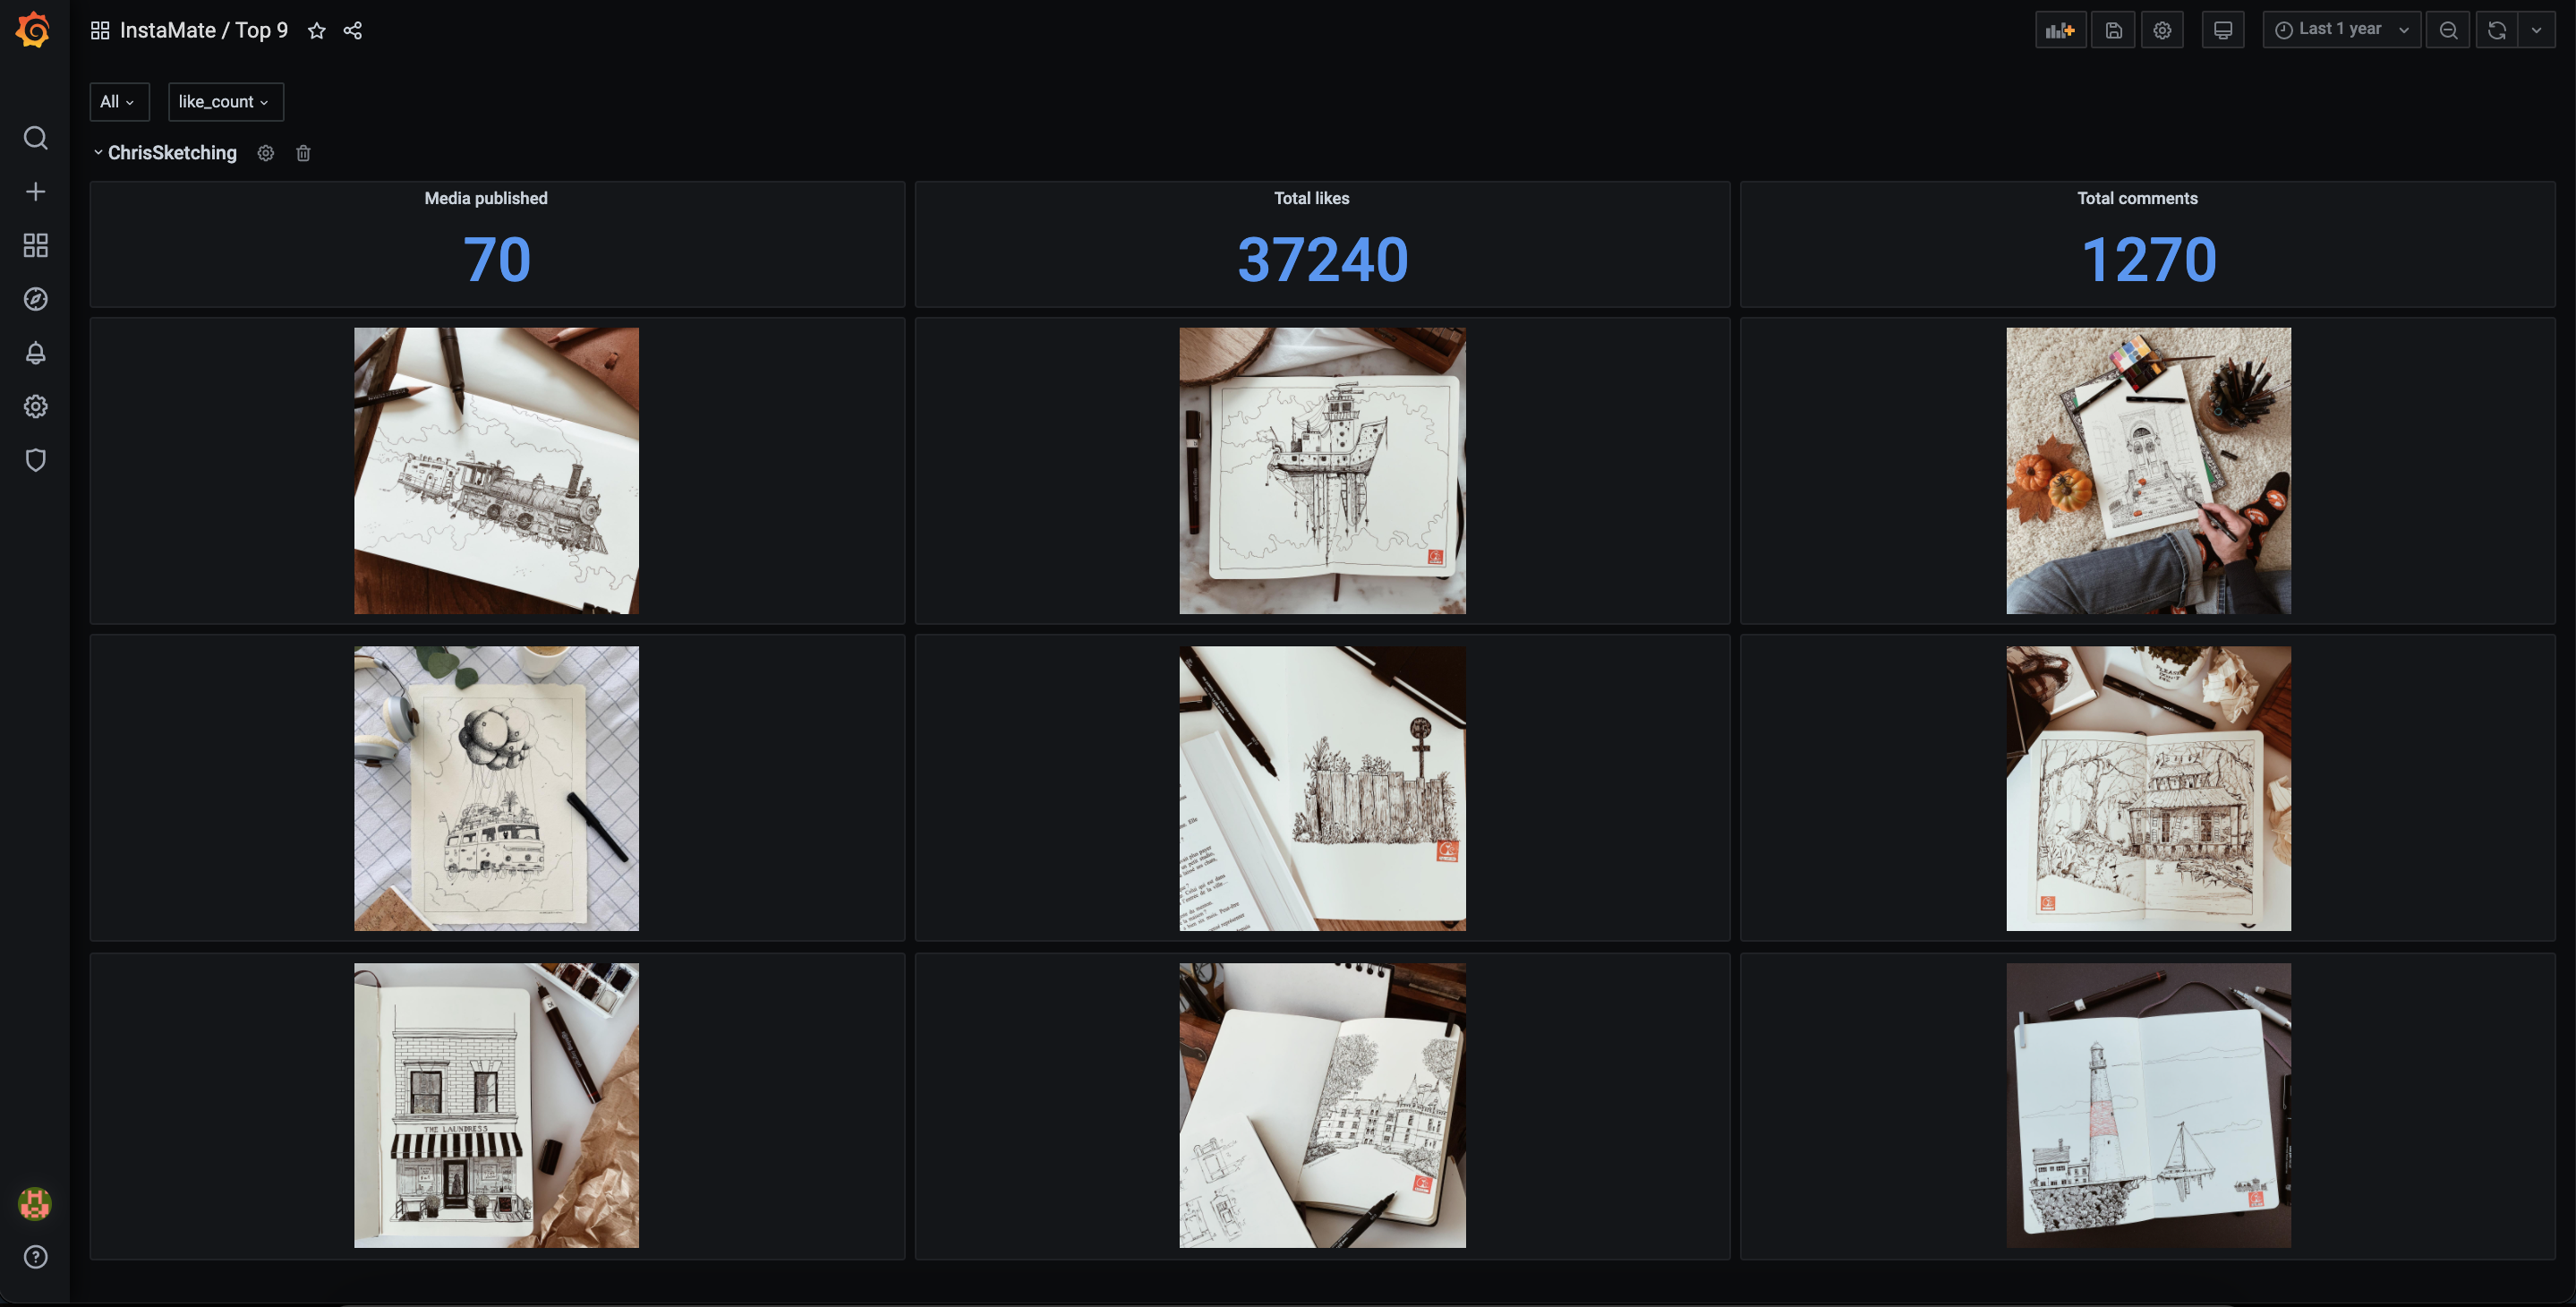 InstaMate / Top 9
Last 1 year
All
like_count
ChrisSketching
Media published
Total likes
Total comments
70
37240
1270
PLEASE
THE LAUNDRESS